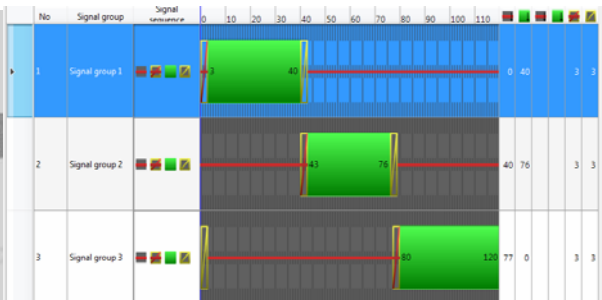 No Signal group Signal sequence 0 10 20 30 40 50 60 70 80 90 100 110
1 Signal group 1 3 40 0 40 3 3
2 Signal group 2 43 76 40 76 3 3
3 Signal group 3 80 120 77 0 3 3